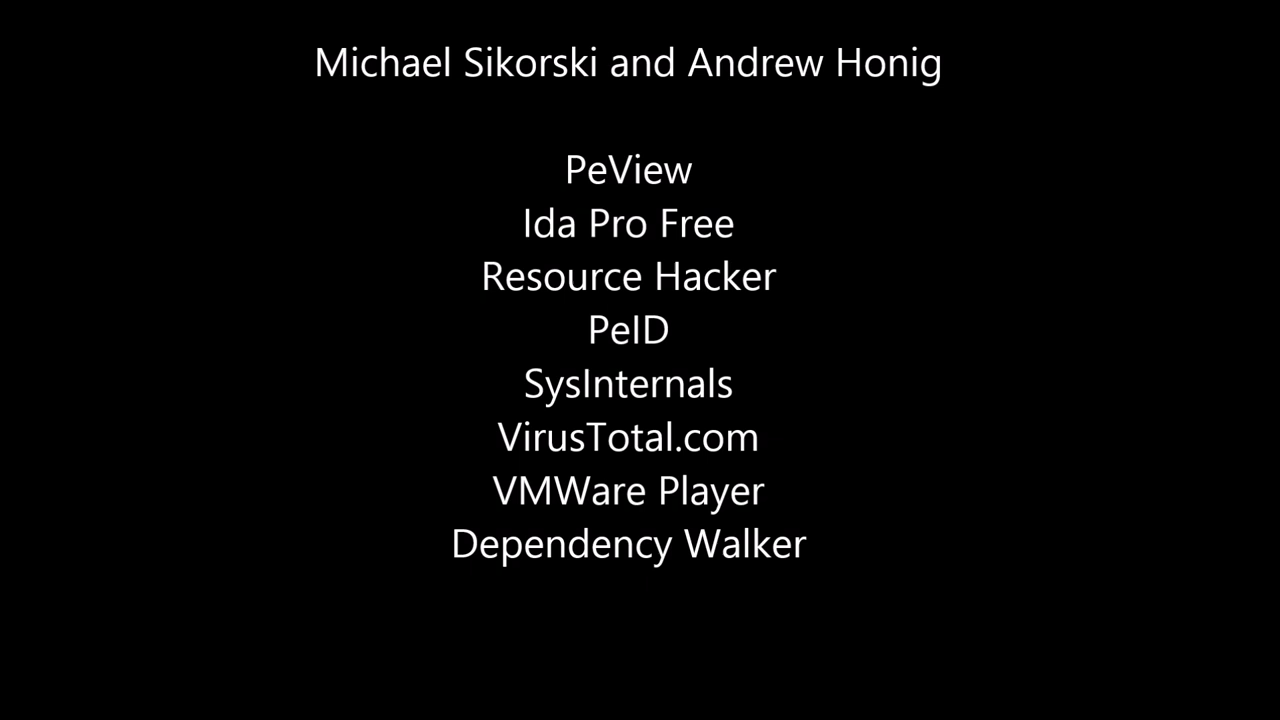 Michael Sikorski and Andrew Honig
PeView
Ida Pro Free
Resource Hacker
PeID
SysInternals
VirusTotal.com
VMWare Player
Dependency Walker